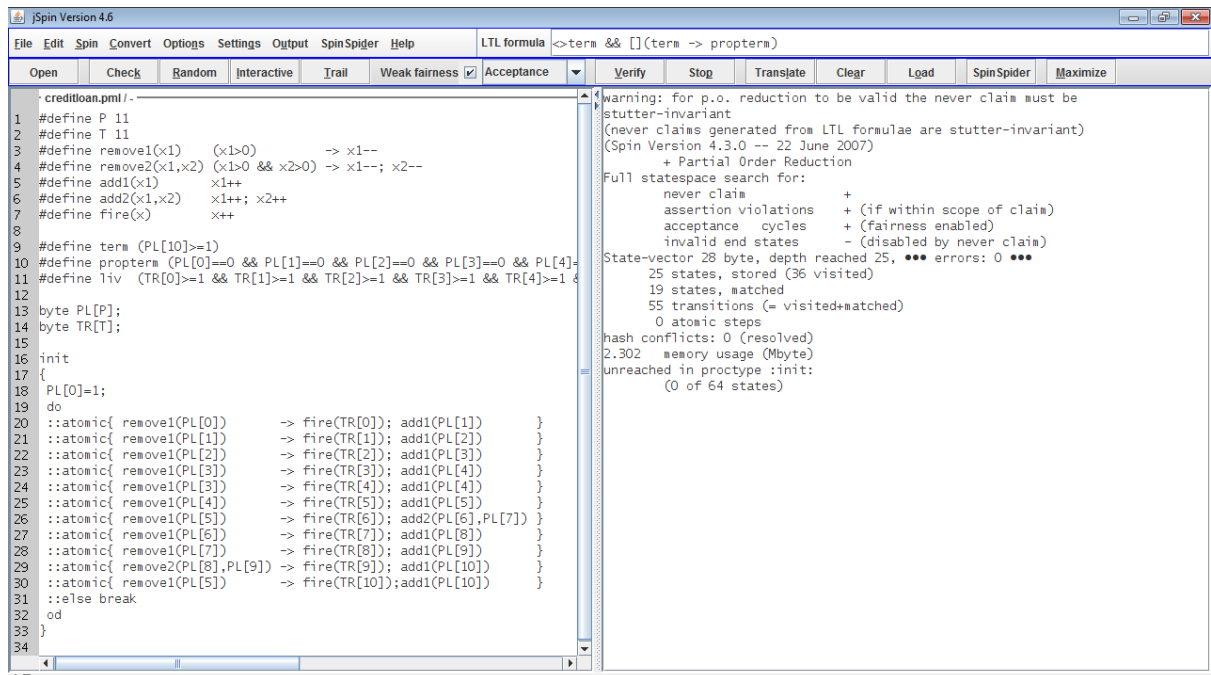 jSpin Version 4.6
File Edit Spin Convert Options Settings Output SpinSpider Help LTL formula <>term && [](term -> propterm)
Open Check Random Interactive Trail Weak fairness Acceptance Verify Stop Translate Clear Load SpinSpider Maximize
creditloan.pml / -
1 #define P 11
2 #define T 11
3 #define remove1(x1) (x1>0) -> x1--
4 #define remove2(x1,x2) (x1>0 && x2>0) -> x1--; x2--
5 #define add1(x1) x1++
6 #define add2(x1,x2) x1++; x2++
7 #define fire(x) x++
8
9 #define term (PL[10]>=1)
10 #define propterm (PL[0]==0 && PL[1]==0 && PL[2]==0 && PL[3]==0 && PL[4]=
11 #define liv (TR[0]>=1 && TR[1]>=1 && TR[2]>=1 && TR[3]>=1 && TR[4]>=1 &
12
13 byte PL[P];
14 byte TR[T];
15
16 init
17 {
18 PL[0]=1;
19 do
20 ::atomic{ remove1(PL[0]) -> fire(TR[0]); add1(PL[1]) }
21 ::atomic{ remove1(PL[1]) -> fire(TR[1]); add1(PL[2]) }
22 ::atomic{ remove1(PL[2]) -> fire(TR[2]); add1(PL[3]) }
23 ::atomic{ remove1(PL[3]) -> fire(TR[3]); add1(PL[4]) }
24 ::atomic{ remove1(PL[3]) -> fire(TR[4]); add1(PL[4]) }
25 ::atomic{ remove1(PL[4]) -> fire(TR[5]); add1(PL[5]) }
26 ::atomic{ remove1(PL[5]) -> fire(TR[6]); add2(PL[6],PL[7]) }
27 ::atomic{ remove1(PL[6]) -> fire(TR[7]); add1(PL[8]) }
28 ::atomic{ remove1(PL[7]) -> fire(TR[8]); add1(PL[9]) }
29 ::atomic{ remove2(PL[8],PL[9]) -> fire(TR[9]); add1(PL[10]) }
30 ::atomic{ remove1(PL[5]) -> fire(TR[10]);add1(PL[10]) }
31 ::else break
32 od
33 }
34
warning: for p.o. reduction to be valid the never claim must be
stutter-invariant
(never claims generated from LTL formulae are stutter-invariant)
(Spin Version 4.3.0 -- 22 June 2007)
+ Partial Order Reduction
Full statespace search for:
never claim +
assertion violations + (if within scope of claim)
acceptance cycles + (fairness enabled)
invalid end states - (disabled by never claim)
State-vector 28 byte, depth reached 25, ●●● errors: 0 ●●●
25 states, stored (36 visited)
19 states, matched
55 transitions (= visited+matched)
0 atomic steps
hash conflicts: 0 (resolved)
2.302 memory usage (Mbyte)
unreached in proctype :init:
(0 of 64 states)